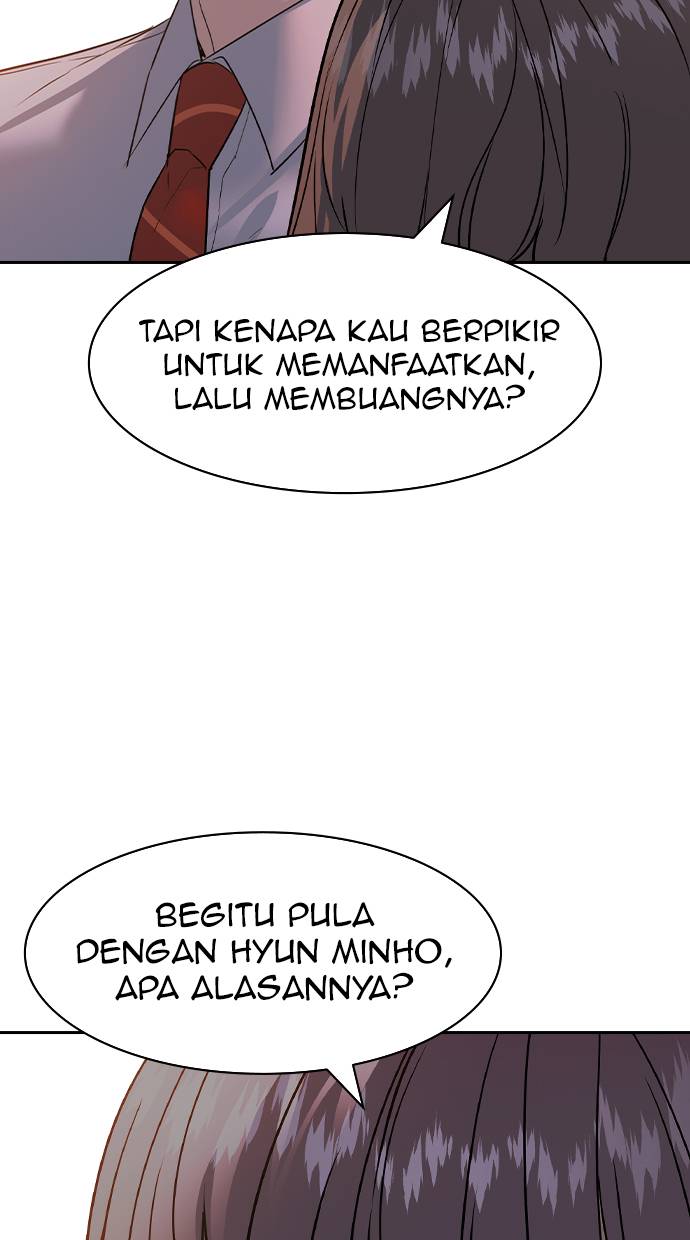 TAPI KENAPA KAU BERPIKIR
UNTUK MEMANFAATKAN,
LALU MEMBUANGNYA?
BEGITU PULA
DENGAN HYUN MINHO,
APA ALASANNYA?